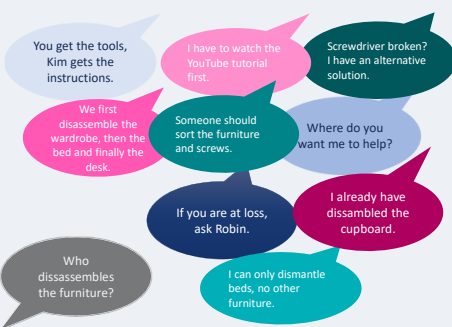 You get the tools,
Kim gets the
instructions.
I have to watch the
YouTube tutorial
first.
Screwdriver broken?
I have an alternative
solution.
We first
disassemble the
wardrobe, then the
bed and finally the
desk.
Someone should
sort the furniture
and screws.
Where do you
want me to help?
If you are at loss,
ask Robin.
I already have
dissambled the
cupboard.
Who
dissassembles
the furniture?
I can only dismantle
beds, no other
furniture.